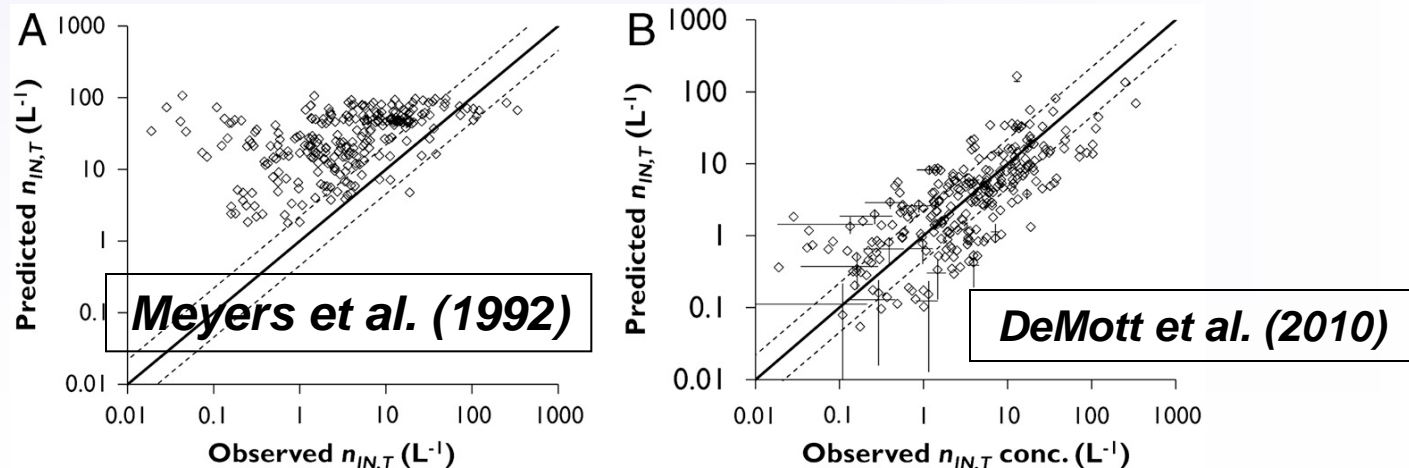 A
1000
100
10
1
0.1
0.01
Predicted n_IN,T (L^-1)
Meyers et al. (1992)
0.01 0.1 1 10 100 1000
Observed n_IN,T (L^-1)
B
1000
100
10
1
0.1
0.01
Predicted n_IN,T (L^-1)
DeMott et al. (2010)
0.01 0.1 1 10 100 1000
Observed n_IN,T conc. (L^-1)